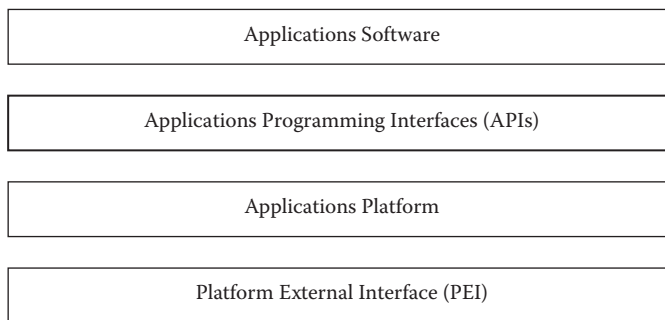 Applications Software
Applications Programming Interfaces (APIs)
Applications Platform
Platform External Interface (PEI)